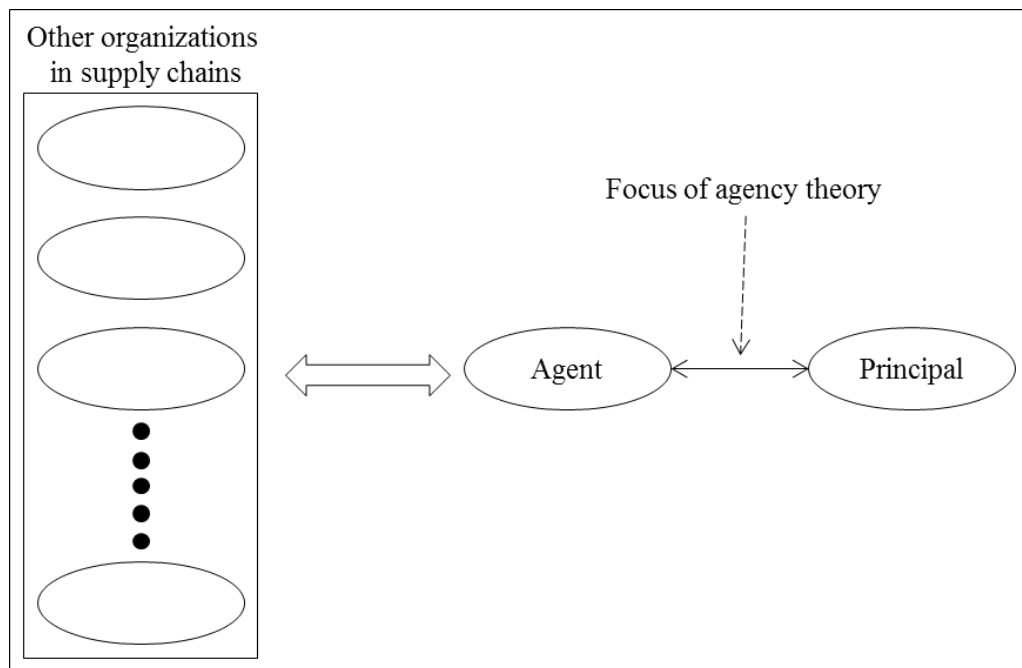 Other organizations
in supply chains
Focus of agency theory
Agent
Principal